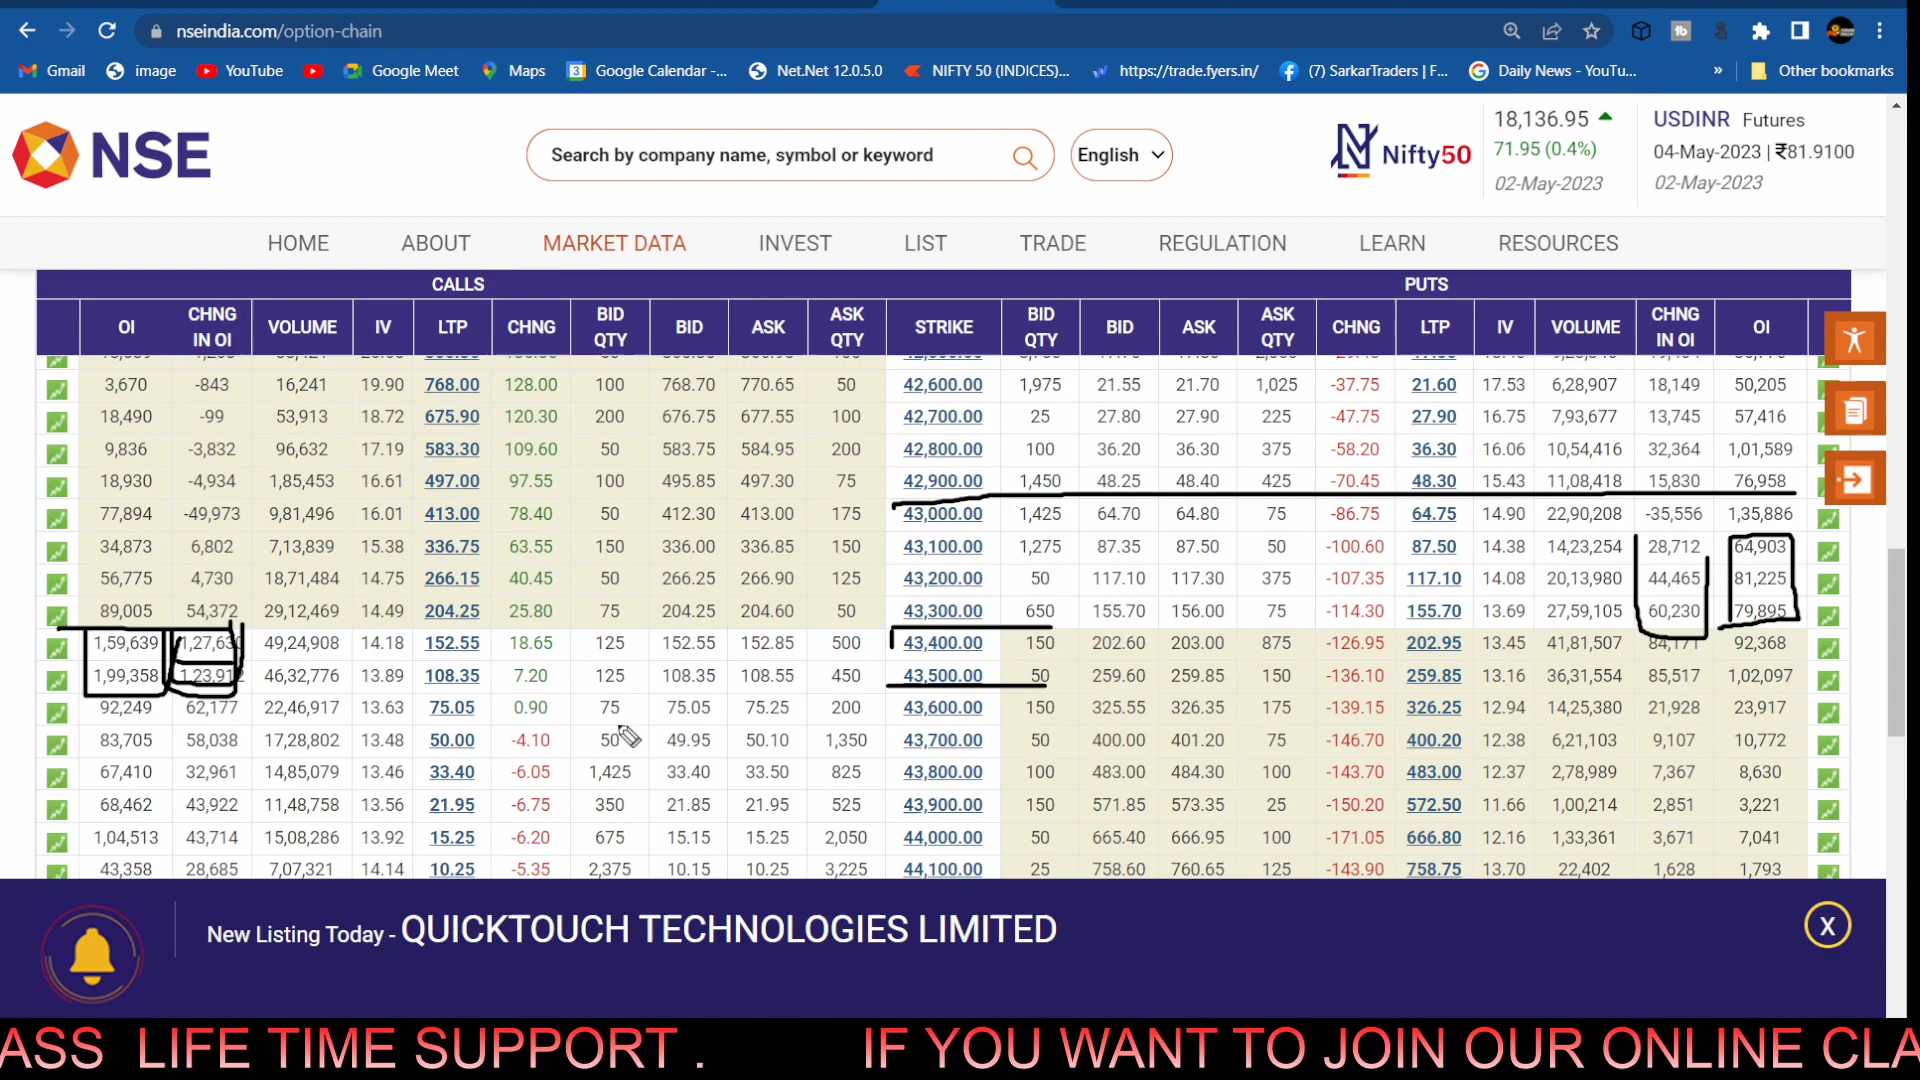 nseindia.com/option-chain
Gmail image YouTube Google Meet Maps Google Calendar -... Net.Net 12.0.5.0 NIFTY 50 (INDICES)... https://trade.fyers.in/ (7) SarkarTraders | F... Daily News - YouTu... » Other bookmarks
NSE
Search by company name, symbol or keyword
English
Nifty50
18,136.95
71.95 (0.4%)
02-May-2023
USDINR Futures
04-May-2023 | ₹81.9100
02-May-2023
HOME ABOUT MARKET DATA INVEST LIST TRADE REGULATION LEARN RESOURCES
CALLS PUTS
OI CHNG IN OI VOLUME IV LTP CHNG BID QTY BID ASK ASK QTY STRIKE BID QTY BID ASK ASK QTY CHNG LTP IV VOLUME CHNG IN OI OI
3,670 -843 16,241 19.90 768.00 128.00 100 768.70 770.65 50 42,600.00 1,975 21.55 21.70 1,025 -37.75 21.60 17.53 6,28,907 18,149 50,205
18,490 -99 53,913 18.72 675.90 120.30 200 676.75 677.55 100 42,700.00 25 27.80 27.90 225 -47.75 27.90 16.75 7,93,677 13,745 57,416
9,836 -3,832 96,632 17.19 583.30 109.60 50 583.75 584.95 200 42,800.00 100 36.20 36.30 375 -58.20 36.30 16.06 10,54,416 32,364 1,01,589
18,930 -4,934 1,85,453 16.61 497.00 97.55 100 495.85 497.30 75 42,900.00 1,450 48.25 48.40 425 -70.45 48.30 15.43 11,08,418 15,830 76,958
77,894 -49,973 9,81,496 16.01 413.00 78.40 50 412.30 413.00 175 43,000.00 1,425 64.70 64.80 75 -86.75 64.75 14.90 22,90,208 -35,556 1,35,886
34,873 6,802 7,13,839 15.38 336.75 63.55 150 336.00 336.85 150 43,100.00 1,275 87.35 87.50 50 -100.60 87.50 14.38 14,23,254 28,712 64,903
56,775 4,730 18,71,484 14.75 266.15 40.45 50 266.25 266.90 125 43,200.00 50 117.10 117.30 375 -107.35 117.10 14.08 20,13,980 44,465 81,225
89,005 54,372 29,12,469 14.49 204.25 25.80 75 204.25 204.60 50 43,300.00 650 155.70 156.00 75 -114.30 155.70 13.69 27,59,105 60,230 79,895
1,59,639 49,24,908 14.18 152.55 18.65 125 152.55 152.85 500 43,400.00 150 202.60 203.00 875 -126.95 202.95 13.45 41,81,507 84,171 92,368
1,99,358 1,23,912 46,32,776 13.89 108.35 7.20 125 108.35 108.55 450 43,500.00 50 259.60 259.85 150 -136.10 259.85 13.16 36,31,554 85,517 1,02,097
92,249 62,177 22,46,917 13.63 75.05 0.90 75 75.05 75.25 200 43,600.00 150 325.55 326.35 175 -139.15 326.25 12.94 14,25,380 21,928 23,917
83,705 58,038 17,28,802 13.48 50.00 -4.10 50 49.95 50.10 1,350 43,700.00 50 400.00 401.20 75 -146.70 400.20 12.38 6,21,103 9,107 10,772
67,410 32,961 14,85,079 13.46 33.40 -6.05 1,425 33.40 33.50 825 43,800.00 100 483.00 484.30 100 -143.70 483.00 12.37 2,78,989 7,367 8,630
68,462 43,922 11,48,758 13.56 21.95 -6.75 350 21.85 21.95 525 43,900.00 150 571.85 573.35 25 -150.20 572.50 11.66 1,00,214 2,851 3,221
1,04,513 43,714 15,08,286 13.92 15.25 -6.20 675 15.15 15.25 2,050 44,000.00 50 665.40 666.95 100 -171.05 666.80 12.16 1,33,361 3,671 7,041
43,358 28,685 7,07,321 14.14 10.25 -5.35 2,375 10.15 10.25 3,225 44,100.00 25 758.60 760.65 125 -143.90 758.75 13.70 22,402 1,628 1,793
New Listing Today - QUICKTOUCH TECHNOLOGIES LIMITED
X
ASS LIFE TIME SUPPORT . IF YOU WANT TO JOIN OUR ONLINE CLA